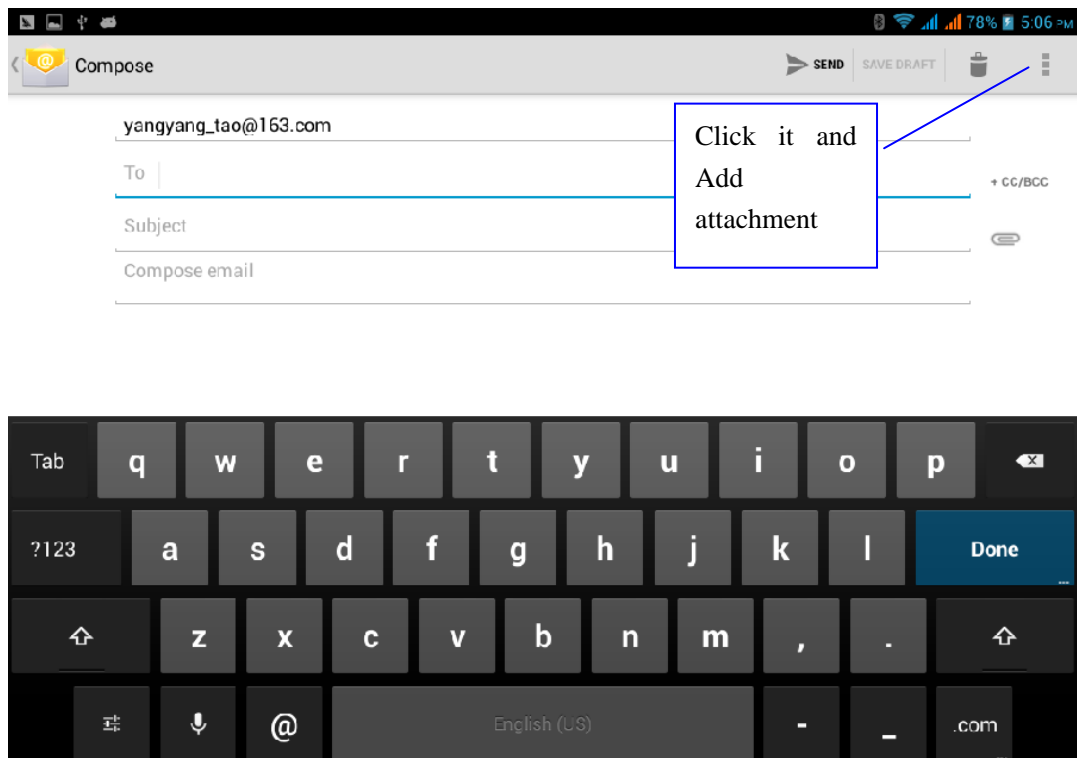 78% 5:06 PM
Compose
SEND
SAVE DRAFT
yangyang_tao@163.com
Click it and
Add
attachment
To
+ CC/BCC
Subject
Compose email
Tab q w e r t y u i o p
?123 a s d f g h j k l Done
...
z x c v b n m , .
@ English (US) - _ .com